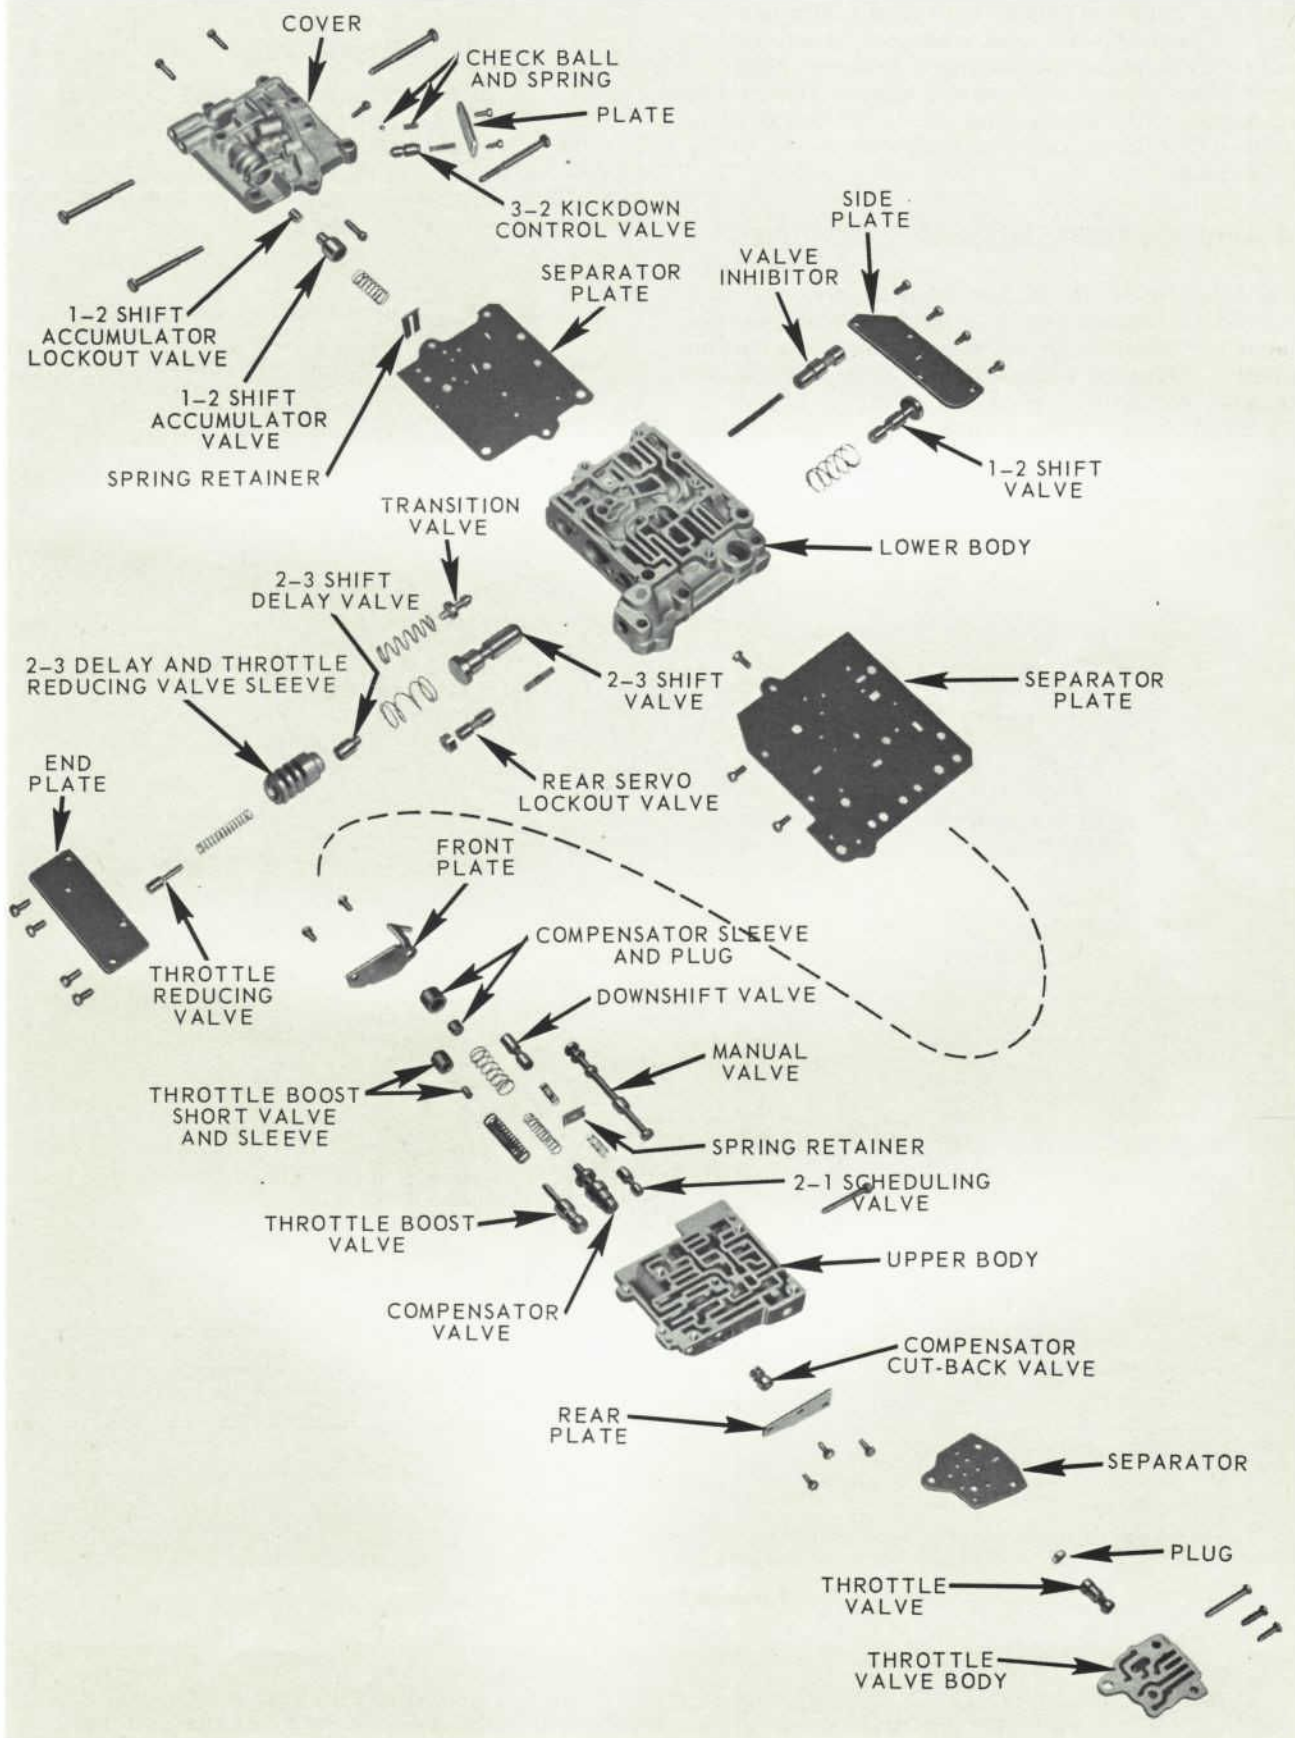 COVER
CHECK BALL
AND SPRING
PLATE
3-2 KICKDOWN
CONTROL VALVE
SIDE
PLATE
VALVE
INHIBITOR
SEPARATOR
PLATE
1-2 SHIFT
ACCUMULATOR
LOCKOUT VALVE
1-2 SHIFT
ACCUMULATOR
VALVE
SPRING RETAINER
1-2 SHIFT
VALVE
TRANSITION
VALVE
LOWER BODY
2-3 SHIFT
DELAY VALVE
2-3 DELAY AND THROTTLE
REDUCING VALVE SLEEVE
2-3 SHIFT
VALVE
SEPARATOR
PLATE
END
PLATE
REAR SERVO
LOCKOUT VALVE
FRONT
PLATE
COMPENSATOR SLEEVE
AND PLUG
THROTTLE
REDUCING
VALVE
DOWNSHIFT VALVE
MANUAL
VALVE
THROTTLE BOOST
SHORT VALVE
AND SLEEVE
SPRING RETAINER
2-1 SCHEDULING
VALVE
THROTTLE BOOST
VALVE
UPPER BODY
COMPENSATOR
VALVE
COMPENSATOR
CUT-BACK VALVE
REAR
PLATE
SEPARATOR
PLUG
THROTTLE
VALVE
THROTTLE
VALVE BODY